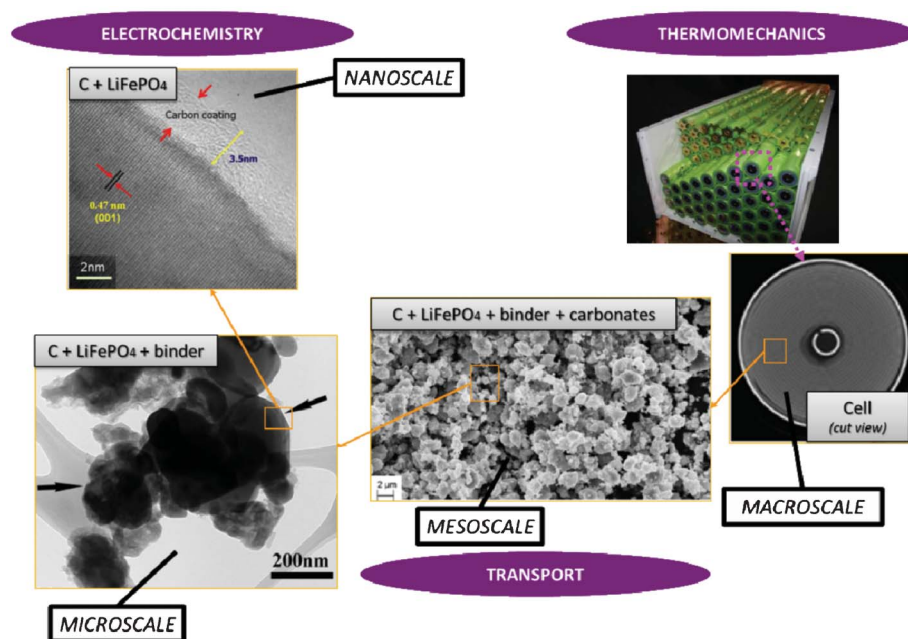 ELECTROCHEMISTRY
THERMOMECHANICS
C + LiFePO4
NANOSCALE
Carbon coating
3.5nm
0.47 nm
(001)
2nm
C + LiFePO4 + binder
C + LiFePO4 + binder + carbonates
Cell
(cut view)
2 µm
200nm
MESOSCALE
MACROSCALE
TRANSPORT
MICROSCALE